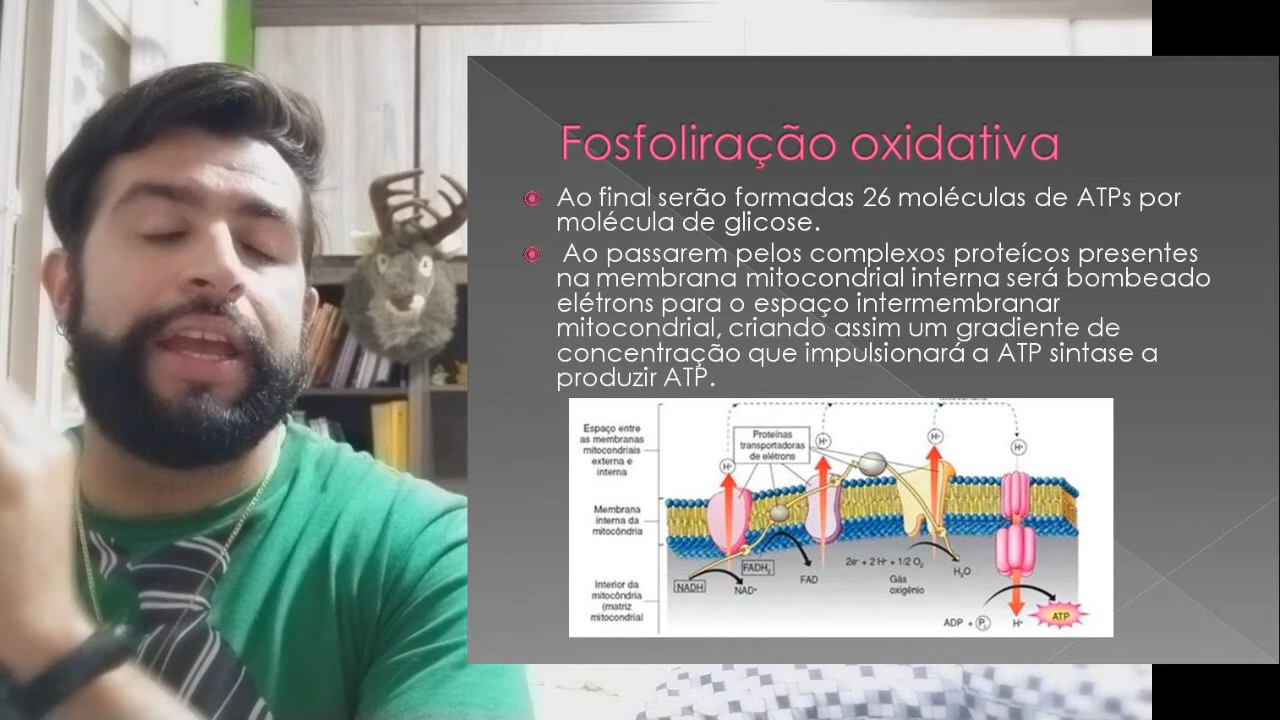 Fosfoliração oxidativa
Ao final serão formadas 26 moléculas de ATPs por
molécula de glicose.
Ao passarem pelos complexos proteícos presentes
na membrana mitocondrial interna será bombeado
elétrons para o espaço intermembranar
mitocondrial, criando assim um gradiente de
concentração que impulsionará a ATP sintase a
produzir ATP.
Espaço entre
as membranas
mitocondriais
externa e
interna
Proteínas
transportadoras
de elétrons
H+
H+
H+
H+
Membrana
interna da
mitocôndria
Interior da
mitocôndria
(matriz
mitocondrial
NADH
NAD+
FADH2
FAD
2e- + 2 H+ + 1/2 O2
Gás
oxigênio
H2O
ADP + Pi
H+
ATP